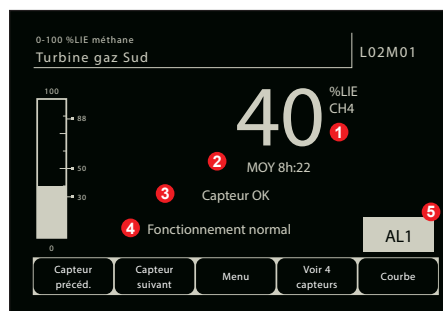 0-100 %LIE méthane
Turbine gaz Sud
L02M01
100
88
50
30
0
40
%LIE
CH4
1
2
MOY 8h:22
3
Capteur OK
4
Fonctionnement normal
5
AL1
Capteur
précéd.
Capteur
suivant
Menu
Voir 4
capteurs
Courbe